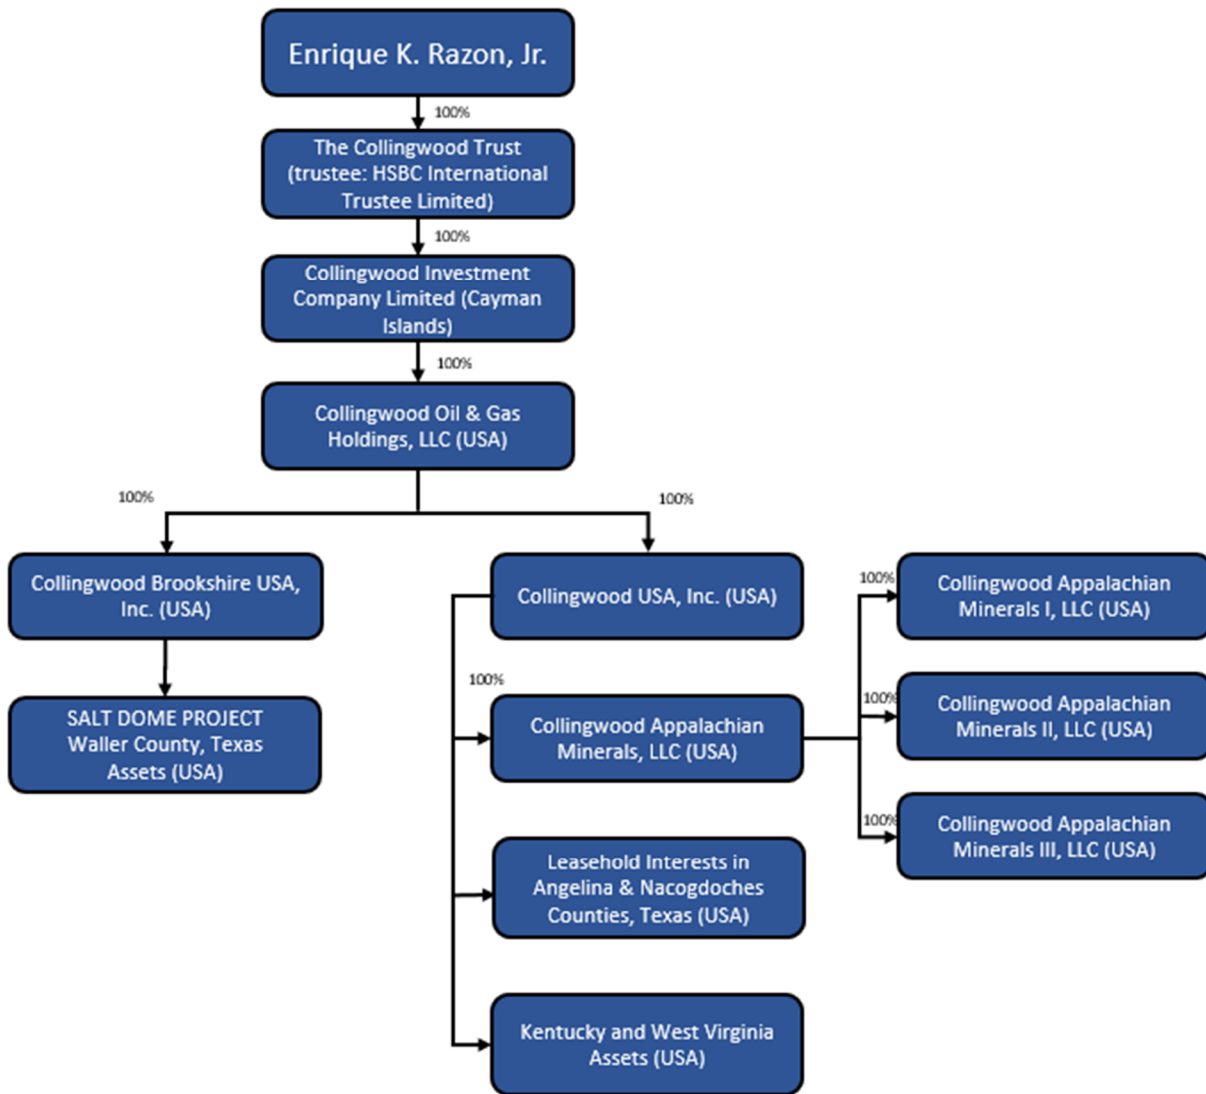 Enrique K. Razon, Jr.
100%
The Collingwood Trust
(trustee: HSBC International
Trustee Limited)
100%
Collingwood Investment
Company Limited (Cayman
Islands)
100%
Collingwood Oil & Gas
Holdings, LLC (USA)
100%
100%
Collingwood Brookshire USA,
Inc. (USA)
SALT DOME PROJECT
Waller County, Texas
Assets (USA)
Collingwood USA, Inc. (USA)
100%
Collingwood Appalachian
Minerals, LLC (USA)
Leasehold Interests in
Angelina & Nacogdoches
Counties, Texas (USA)
Kentucky and West Virginia
Assets (USA)
100%
Collingwood Appalachian
Minerals I, LLC (USA)
100%
Collingwood Appalachian
Minerals II, LLC (USA)
100%
Collingwood Appalachian
Minerals III, LLC (USA)